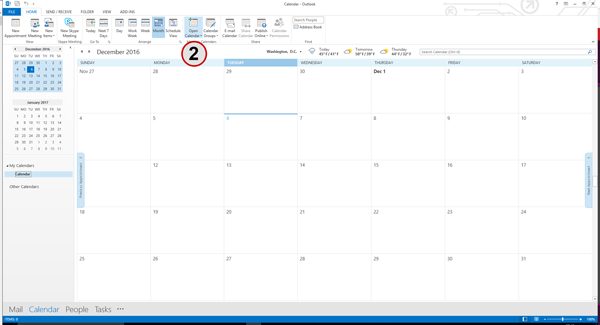 Calendar - Outlook
FILE HOME SEND / RECEIVE FOLDER VIEW ADD-INS
New Appointment
New Meeting
New Items
New Skype Meeting
Today
Next 7 Days
Day
Work Week
Week
Month
Schedule View
Open Calendar
Calendar Groups
E-mail Calendar
Share Calendar
Publish Online
Calendar Permissions
Search People
Address Book
New Skype Meeting Go To Arrange Share Find
2
December 2016
SU MO TU WE TH FR SA
27 28 29 30 1 2 3
4 5 6 7 8 9 10
11 12 13 14 15 16 17
18 19 20 21 22 23 24
25 26 27 28 29 30 31
January 2017
SU MO TU WE TH FR SA
1 2 3 4 5 6 7
8 9 10 11 12 13 14
15 16 17 18 19 20 21
22 23 24 25 26 27 28
29 30 31 1 2 3 4
5 6 7 8 9 10 11
My Calendars
Calendar
Other Calendars
December 2016
Washington, D.C.
Today
Tomorrow
Thursday
Search Calendar (Ctrl+E)
SUNDAY MONDAY TUESDAY WEDNESDAY THURSDAY FRIDAY SATURDAY
Nov 27 28 29 30 Dec 1 2 3
4 5 6 7 8 9 10
12 13 14 15 16 17
18 19 20 21 22 23 24
25 26 27 28 29 30 31
Previous Appointment
Next Appointment
Mail Calendar People Tasks •••
ITEMS: 0
100%